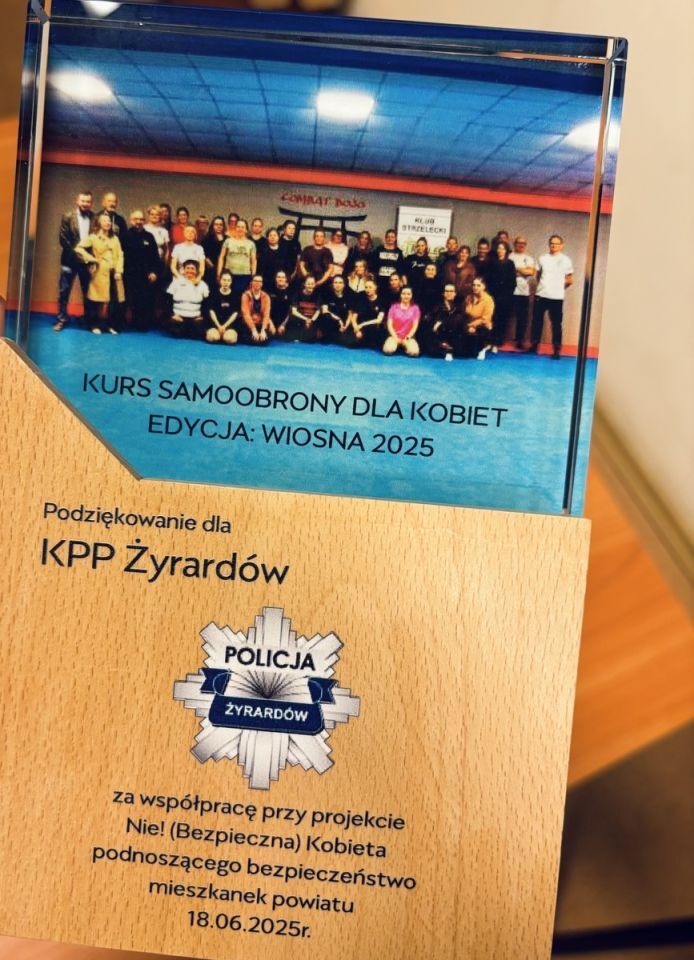 COMBAT DOJO
KLUB
STRZELECKI
KURS SAMOOBRONY DLA KOBIET
EDYCJA: WIOSNA 2025
Podziękowanie dla
KPP Żyrardów
POLICJA
ŻYRARDÓW
za współpracę przy projekcie
Nie! (Bezpieczna) Kobieta
podnoszącego bezpieczeństwo
mieszkanek powiatu
18.06.2025r.